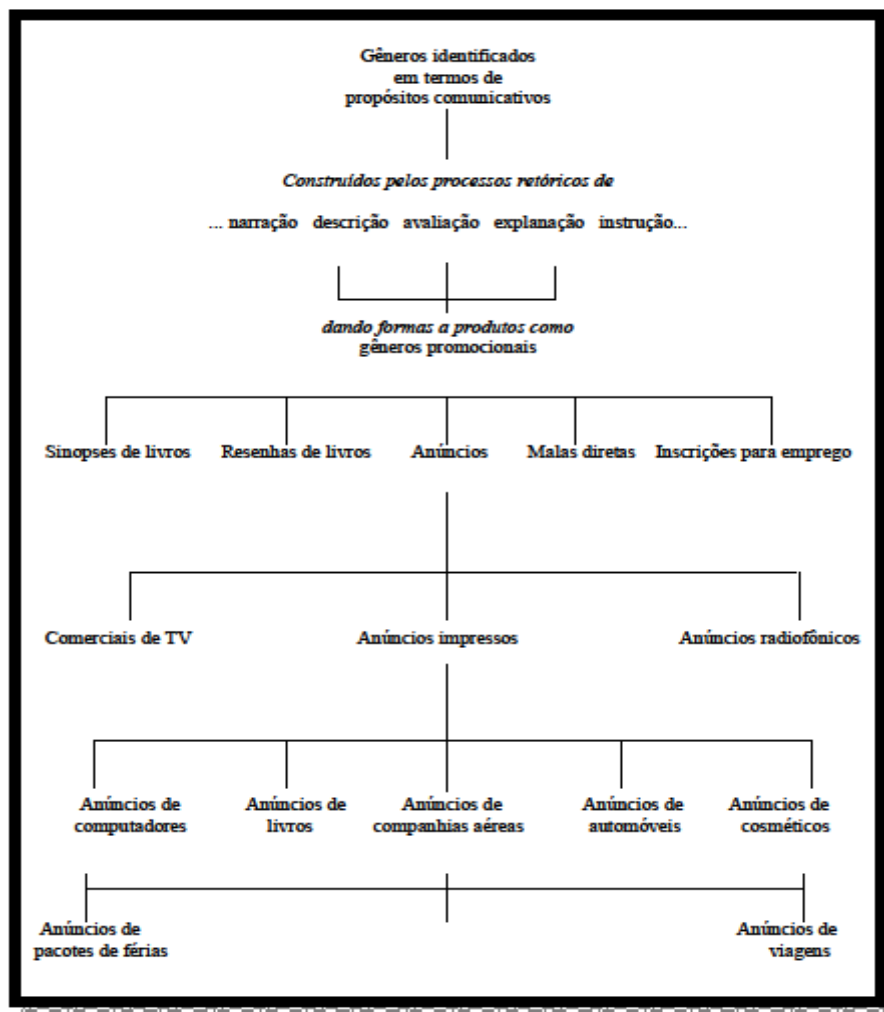 Gêneros identificados
em termos de
propósitos comunicativos
Construídos pelos processos retóricos de
... narração descrição avaliação explanação instrução...
dando formas a produtos como
gêneros promocionais
Sinopses de livros Resenhas de livros Anúncios Malas diretas Inscrições para emprego
Comerciais de TV Anúncios impressos Anúncios radiofônicos
Anúncios de
computadores
Anúncios de
livros
Anúncios de
companhias aéreas
Anúncios de
automóveis
Anúncios de
cosméticos
Anúncios de
pacotes de férias
Anúncios de
viagens